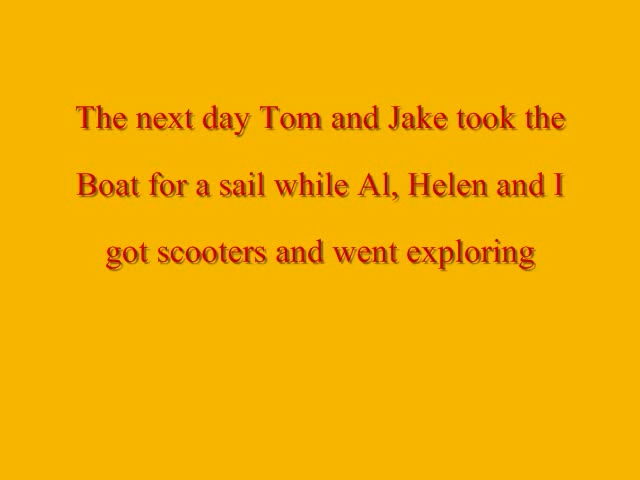 The next day Tom and Jake took the
Boat for a sail while Al, Helen and I
got scooters and went exploring